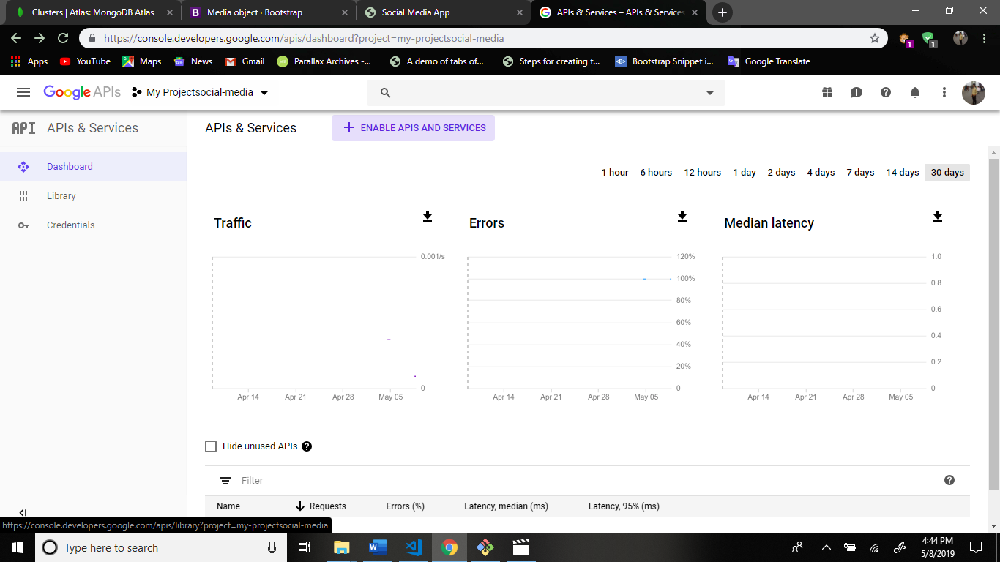 Clusters | Atlas: MongoDB Atlas
Media object · Bootstrap
Social Media App
APIs & Services – APIs & Services
https://console.developers.google.com/apis/dashboard?project=my-projectsocial-media
1
1
Apps
YouTube
Maps
News
Gmail
Parallax Archives -...
A demo of tabs of...
Steps for creating t...
Bootstrap Snippet i...
Google Translate
Google APIs
My Projectsocial-media
API
APIs & Services
APIs & Services
ENABLE APIS AND SERVICES
Dashboard
Library
Credentials
1 hour 6 hours 12 hours 1 day 2 days 4 days 7 days 14 days 30 days
Traffic
0.001/s
0
Apr 14 Apr 21 Apr 28 May 05
Errors
120%
100%
80%
60%
40%
20%
0
Apr 14 Apr 21 Apr 28 May 05
Median latency
1.0
0.8
0.6
0.4
0.2
0
Apr 14 Apr 21 Apr 28 May 05
Hide unused APIs
Filter
Name Requests Errors (%) Latency, median (ms) Latency, 95% (ms)
https://console.developers.google.com/apis/library?project=my-projectsocial-media
Type here to search
4:44 PM
5/8/2019